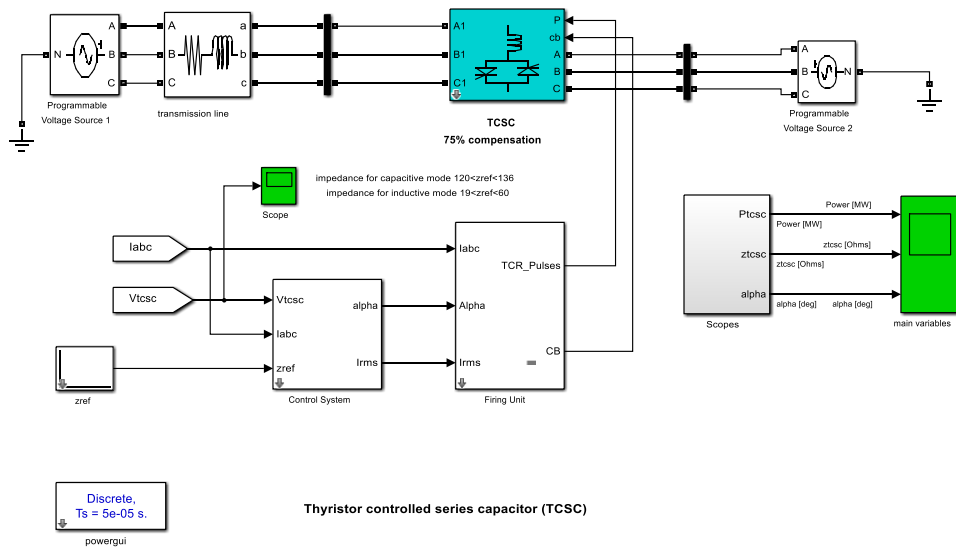 A
N
B
C
Programmable
Voltage Source 1
A
a
B
b
C
c
transmission line
A1
B1
C1
P
cb
A
B
C
TCSC
75% compensation
A
B
C
N
Programmable
Voltage Source 2
Scope
impedance for capacitive mode 120<zref<136
impedance for inductive mode 19<zref<60
Iabc
Vtcsc
zref
Vtcsc
Iabc
zref
alpha
Irms
Control System
Iabc
Alpha
Irms
TCR_Pulses
CB
Firing Unit
Ptcsc
ztcsc
alpha
Scopes
Power [MW]
Power [MW]
ztcsc [Ohms]
ztcsc [Ohms]
alpha [deg] alpha [deg]
main variables
Discrete,
Ts = 5e-05 s.
powergui
Thyristor controlled series capacitor (TCSC)